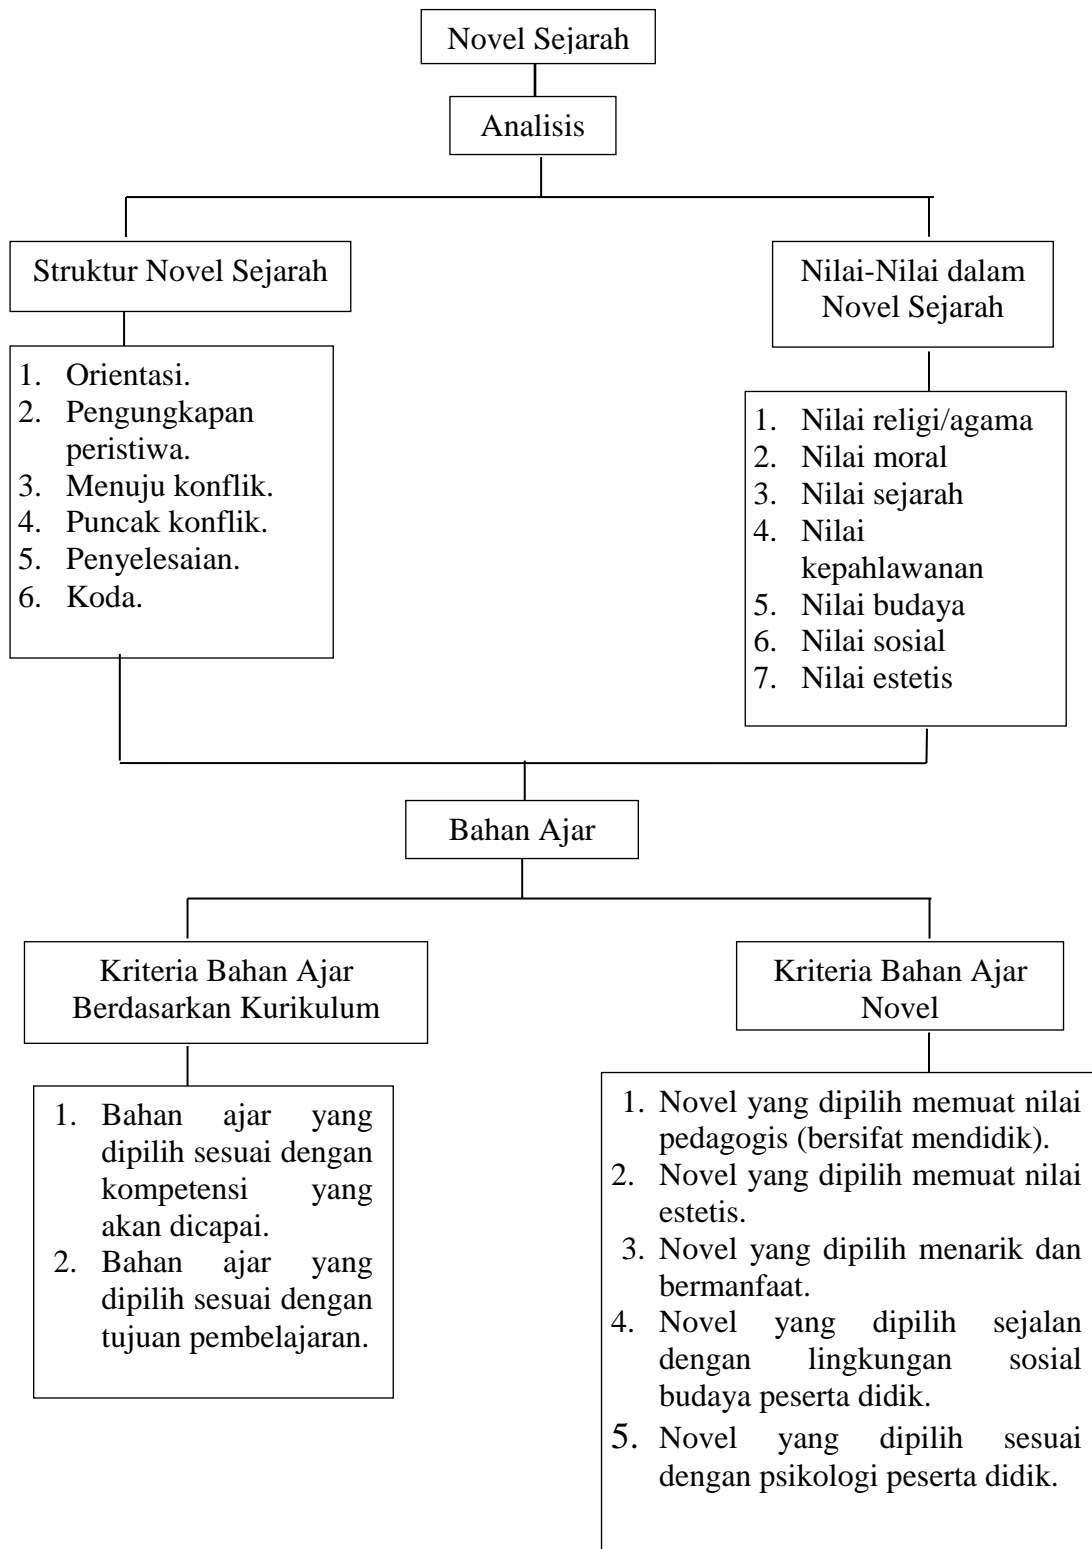 Novel Sejarah
Analisis
Struktur Novel Sejarah
1. Orientasi.
2. Pengungkapan
peristiwa.
3. Menuju konflik.
4. Puncak konflik.
5. Penyelesaian.
6. Koda.
Nilai-Nilai dalam
Novel Sejarah
1. Nilai religi/agama
2. Nilai moral
3. Nilai sejarah
4. Nilai
kepahlawanan
5. Nilai budaya
6. Nilai sosial
7. Nilai estetis
Bahan Ajar
Kriteria Bahan Ajar
Berdasarkan Kurikulum
1. Bahan ajar yang
dipilih sesuai dengan
kompetensi yang
akan dicapai.
2. Bahan ajar yang
dipilih sesuai dengan
tujuan pembelajaran.
Kriteria Bahan Ajar
Novel
1. Novel yang dipilih memuat nilai
pedagogis (bersifat mendidik).
2. Novel yang dipilih memuat nilai
estetis.
3. Novel yang dipilih menarik dan
bermanfaat.
4. Novel yang dipilih sejalan
dengan lingkungan sosial
budaya peserta didik.
5. Novel yang dipilih sesuai
dengan psikologi peserta didik.